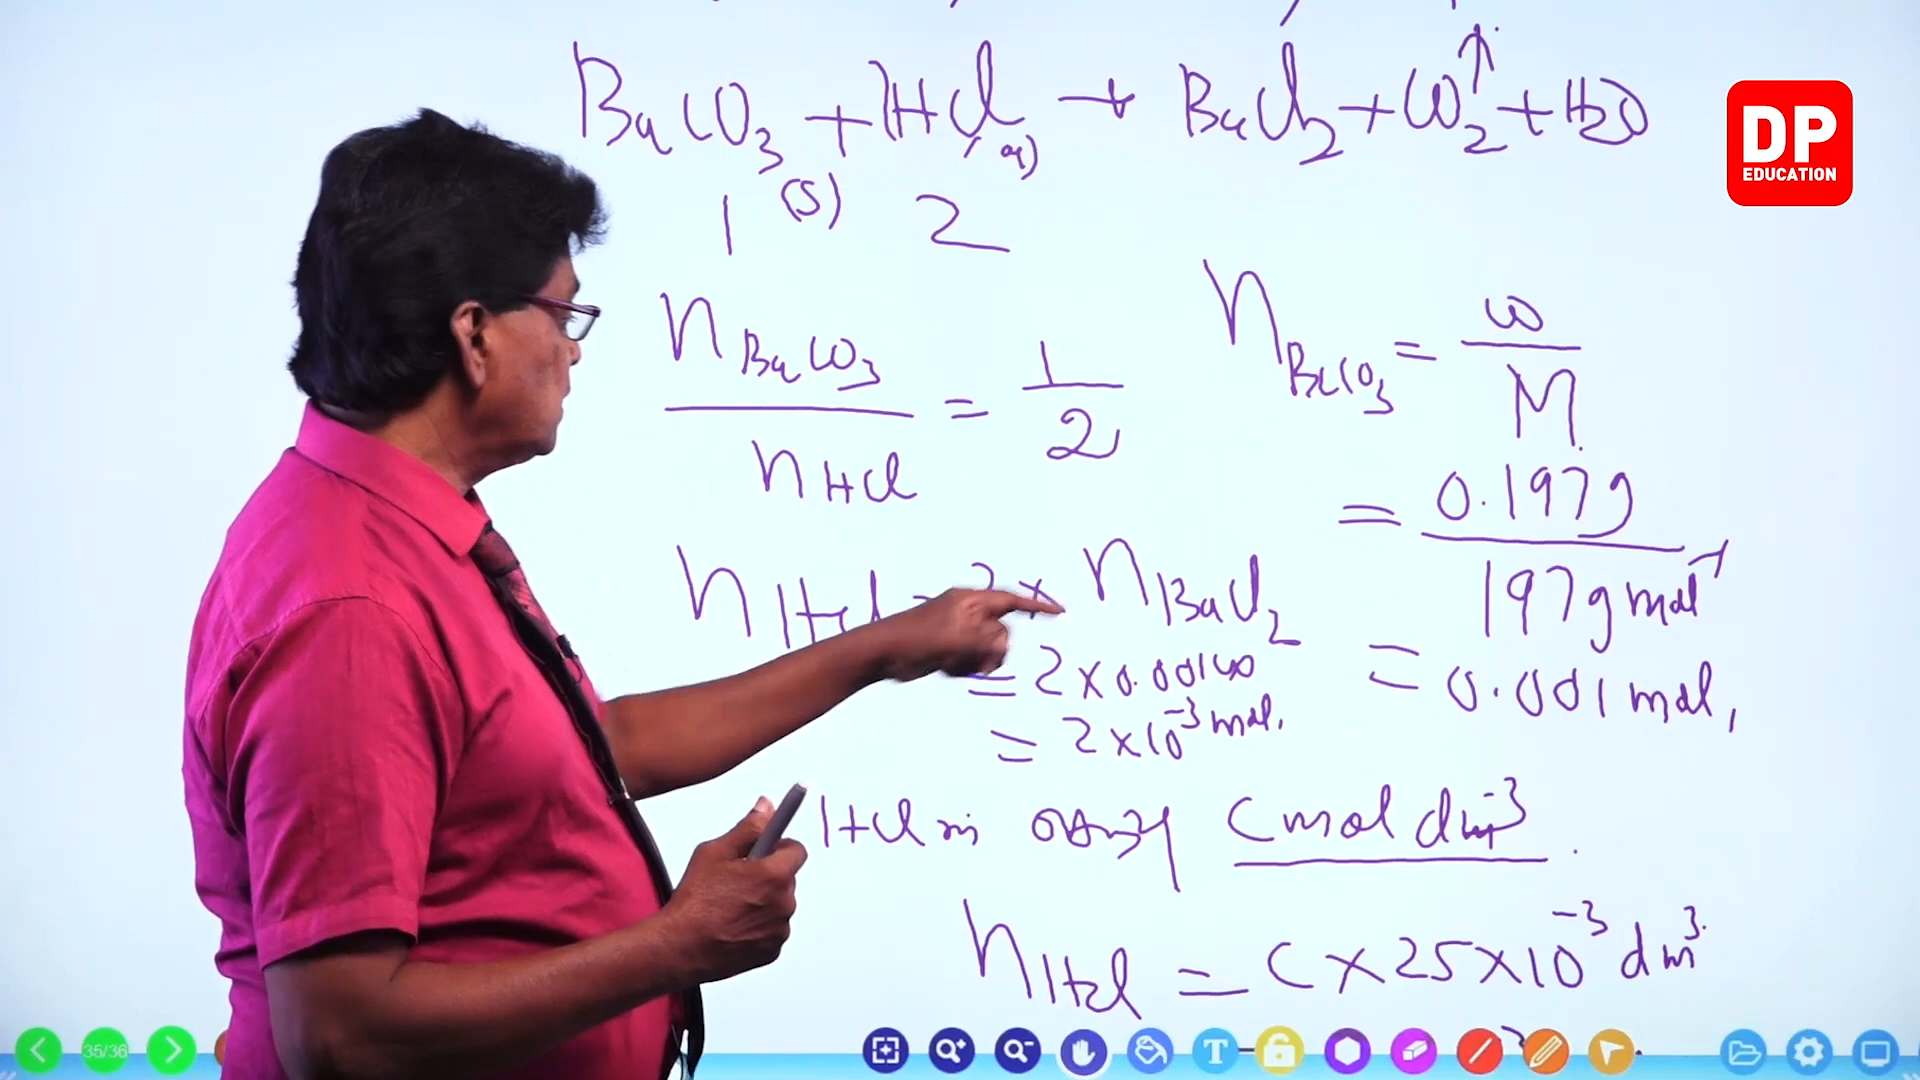 BaCO3 + HCl(aq) → BaCl2 + CO2↑ + H2O
(s)
1 2
DP
EDUCATION
nBaCO3 / nHCl = 1/2
nBaCO3 = w/M
= 0.197g / 197g mol⁻¹
= 0.001 mol,
nHCl = 2 × nBaCl2
= 2 × 0.00100
= 2×10⁻³ mol.
HCl C mol dm⁻³.
nHCl = C × 25×10⁻³ dm³.
35/36
T